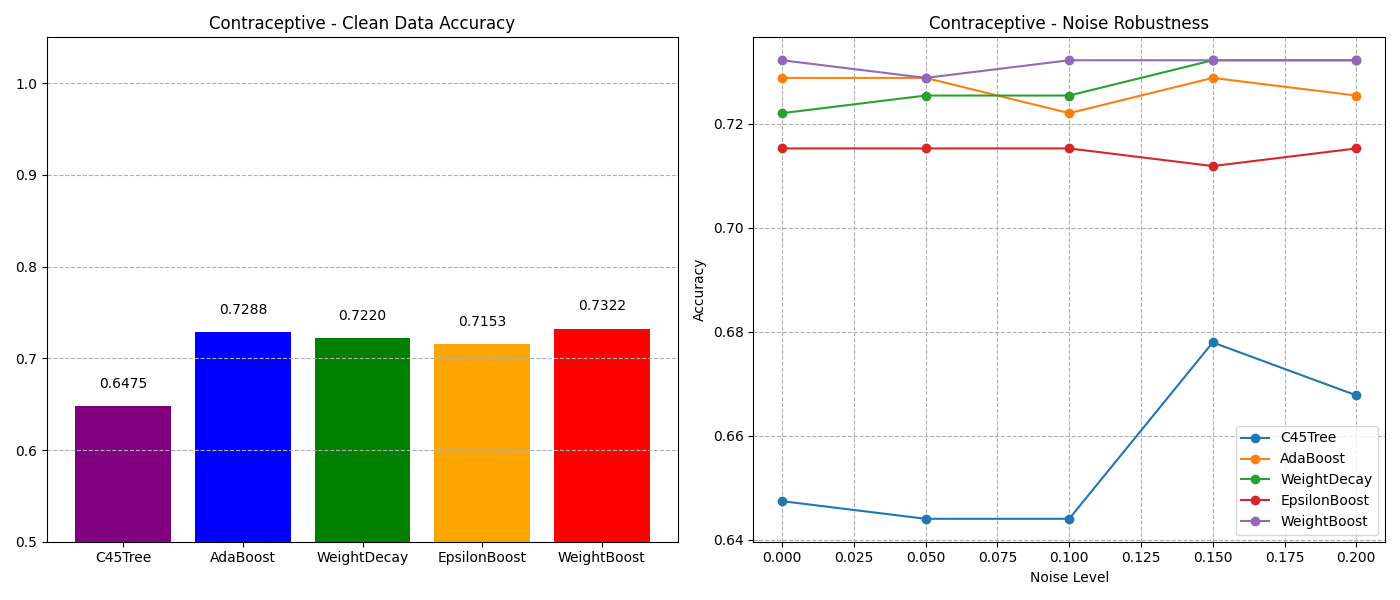 Contraceptive - Clean Data Accuracy
1.0
0.9
0.8
0.7
0.6
0.5
0.6475
0.7288
0.7220
0.7153
0.7322
C45Tree
AdaBoost
WeightDecay
EpsilonBoost
WeightBoost
Contraceptive - Noise Robustness
Accuracy
0.72
0.70
0.68
0.66
0.64
0.000
0.025
0.050
0.075
0.100
0.125
0.150
0.175
0.200
Noise Level
C45Tree
AdaBoost
WeightDecay
EpsilonBoost
WeightBoost